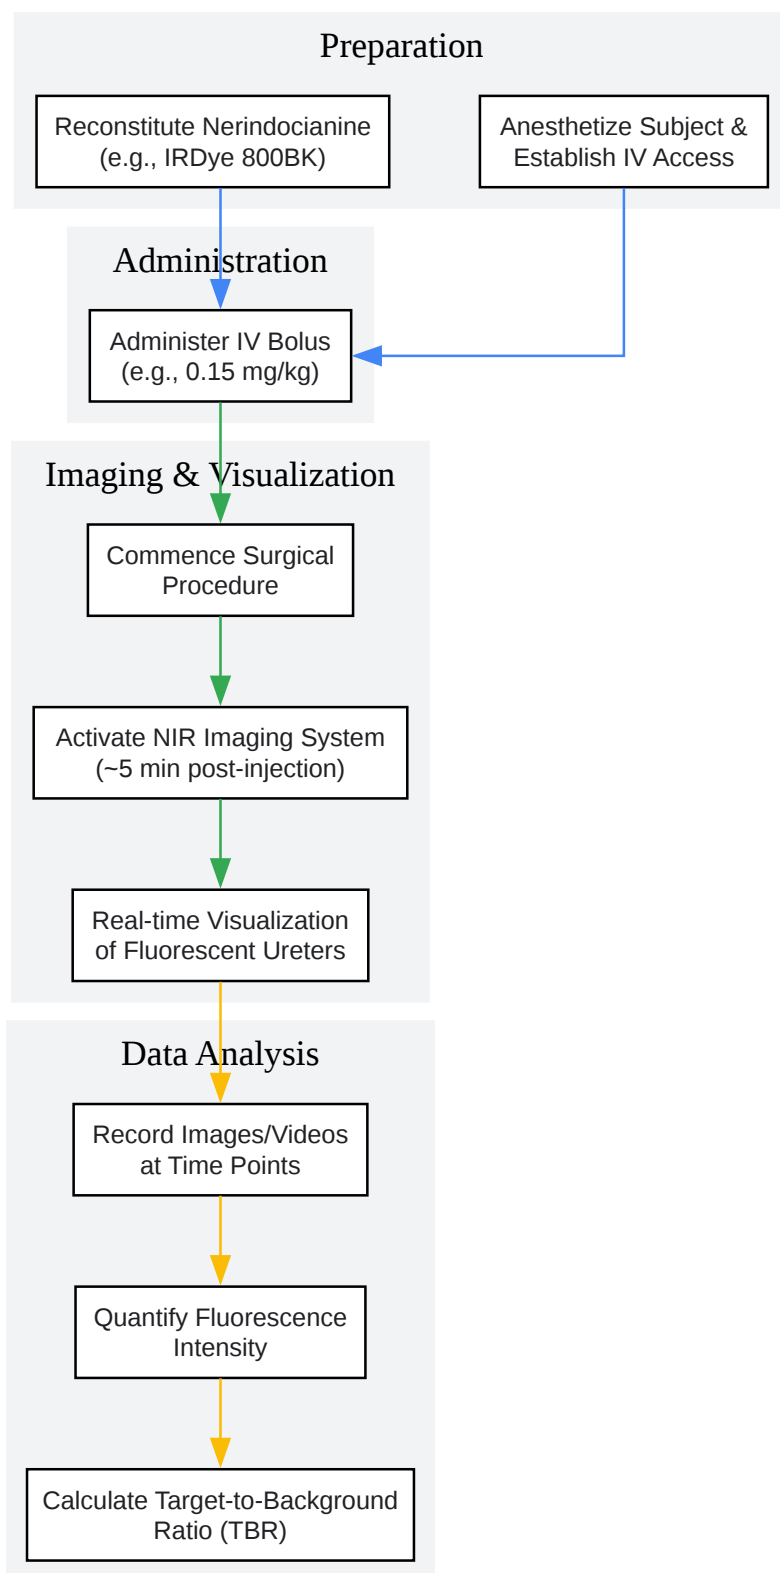 Preparation
Reconstitute Nerindocianine
(e.g., IRDye 800BK)
Anesthetize Subject &
Establish IV Access
Administration
Administer IV Bolus
(e.g., 0.15 mg/kg)
Imaging & Visualization
Commence Surgical
Procedure
Activate NIR Imaging System
(~5 min post-injection)
Real-time Visualization
of Fluorescent Ureters
Data Analysis
Record Images/Videos
at Time Points
Quantify Fluorescence
Intensity
Calculate Target-to-Background
Ratio (TBR)